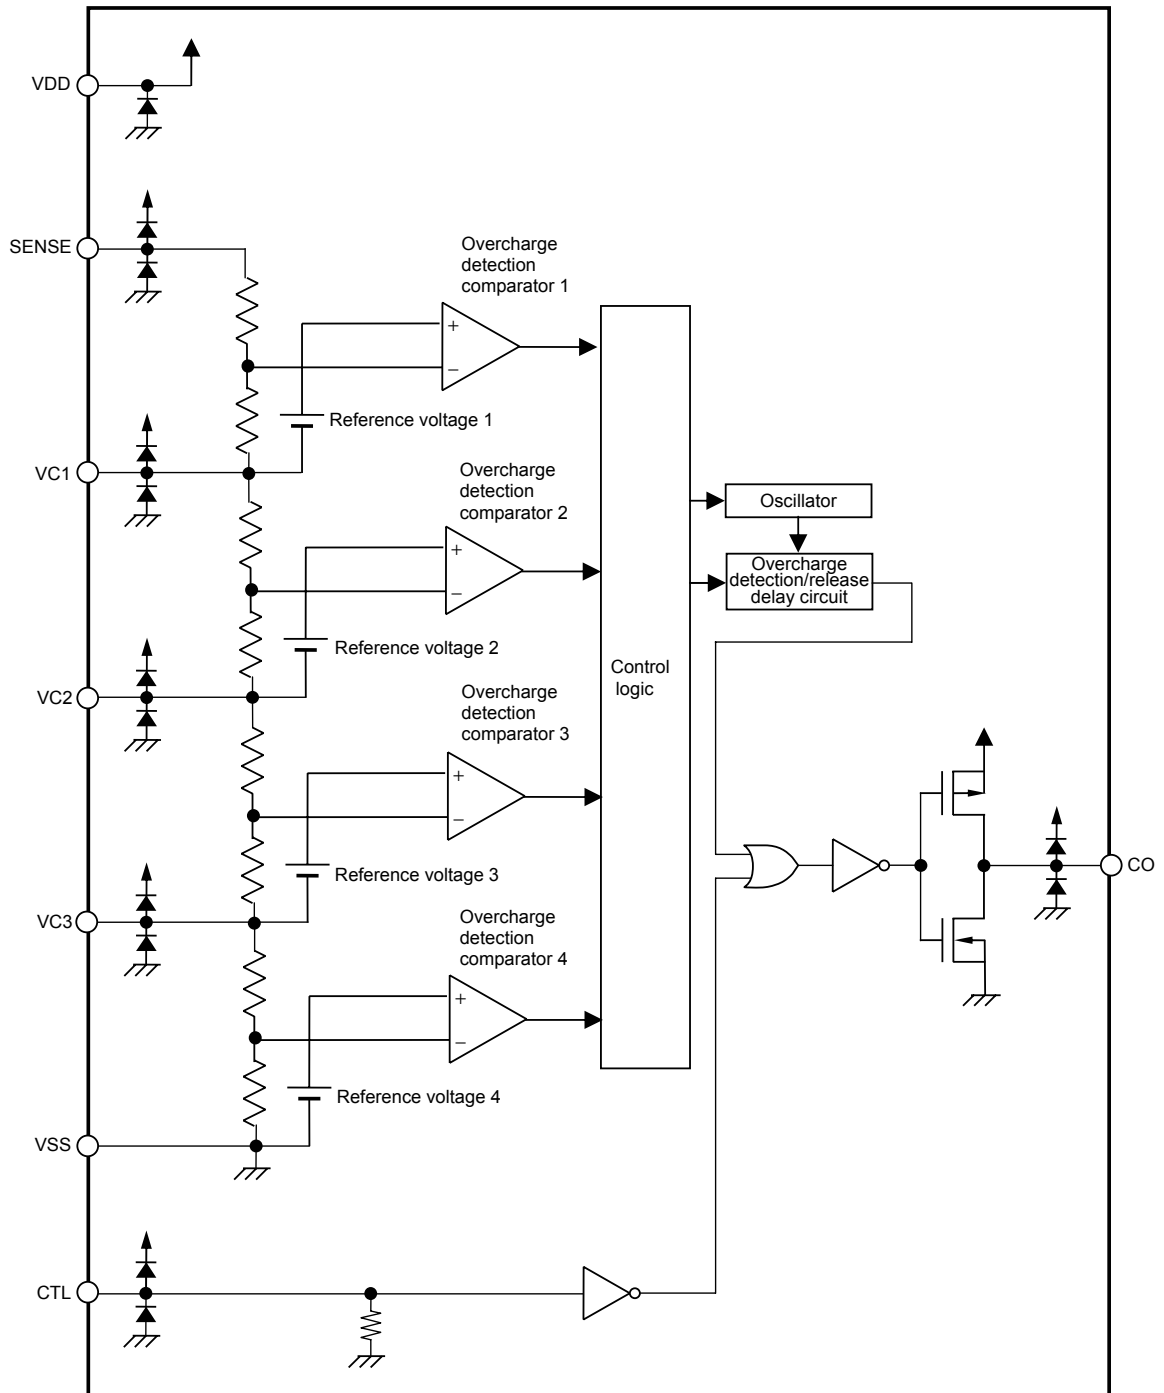 VDD
SENSE
Overcharge
detection
comparator 1
+
−
Reference voltage 1
VC1
Overcharge
detection
comparator 2
+
−
Oscillator
Overcharge
detection/release
delay circuit
Reference voltage 2
Control
logic
VC2
Overcharge
detection
comparator 3
+
−
Reference voltage 3
CO
VC3
Overcharge
detection
comparator 4
+
−
Reference voltage 4
VSS
CTL